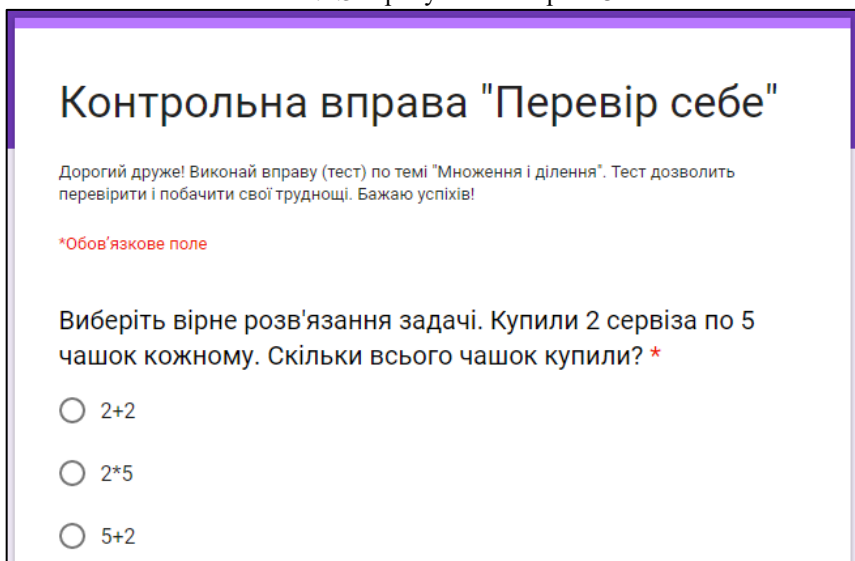 Контрольна вправа "Перевір себе"
Дорогий друже! Виконай вправу (тест) по темі "Множення і ділення". Тест дозволить
перевірити і побачити свої труднощі. Бажаю успіхів!
*Обов'язкове поле
Виберіть вірне розв'язання задачі. Купили 2 сервіза по 5
чашок кожному. Скільки всього чашок купили? *
2+2
2*5
5+2